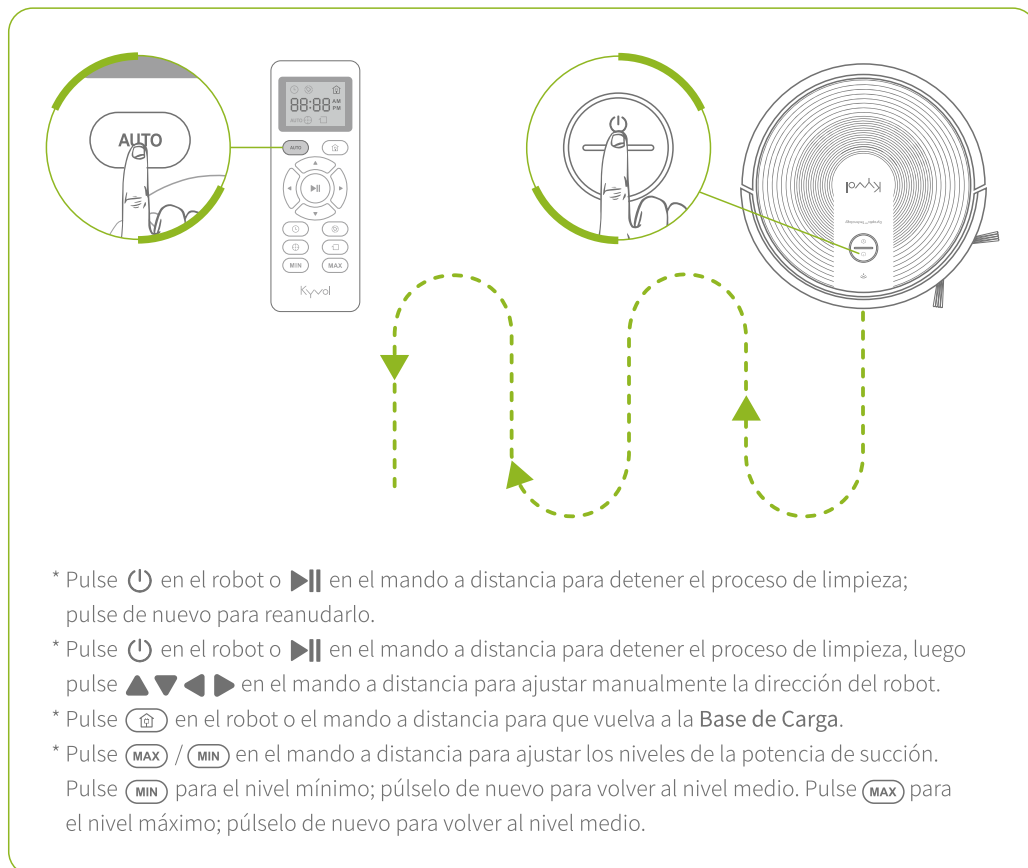 AUTO
AM
88:88 PM
AUTO
AUTO
MIN MAX
Kyvol
Kyvol
* Pulse en el robot o en el mando a distancia para detener el proceso de limpieza;
pulse de nuevo para reanudarlo.
* Pulse en el robot o en el mando a distancia para detener el proceso de limpieza, luego
pulse en el mando a distancia para ajustar manualmente la dirección del robot.
* Pulse en el robot o el mando a distancia para que vuelva a la Base de Carga.
* Pulse MAX / MIN en el mando a distancia para ajustar los niveles de la potencia de succión.
Pulse MIN para el nivel mínimo; púlselo de nuevo para volver al nivel medio. Pulse MAX para
el nivel máximo; púlselo de nuevo para volver al nivel medio.